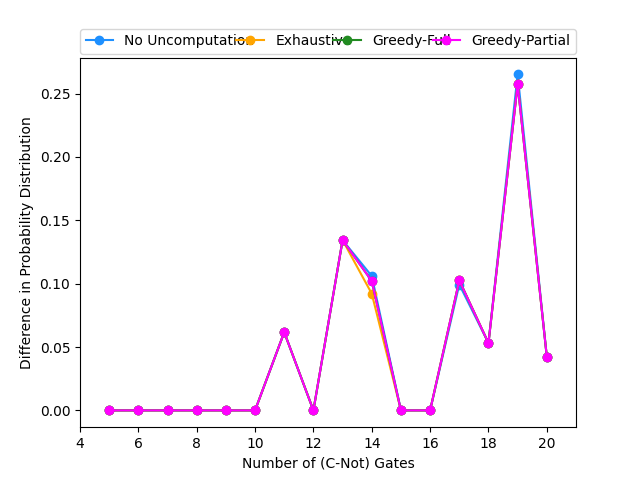 No Uncomputation Exhaustive Greedy-Full Greedy-Partial
Difference in Probability Distribution
0.25
0.20
0.15
0.10
0.05
0.00
4 6 8 10 12 14 16 18 20
Number of (C-Not) Gates